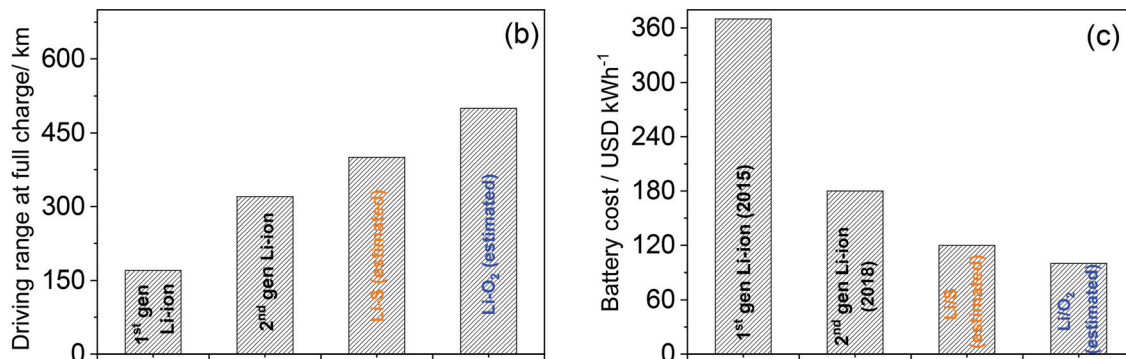 Driving range at full charge/ km
600
450
300
150
0
(b)
1st gen
Li-ion
2nd gen Li-ion
Li-S (estimated)
Li-O₂ (estimated)
Battery cost / USD kWh⁻¹
360
300
240
180
120
60
0
(c)
1st gen Li-ion (2015)
2nd gen Li-ion
(2018)
Li/S
(estimated)
Li/O₂
(estimated)